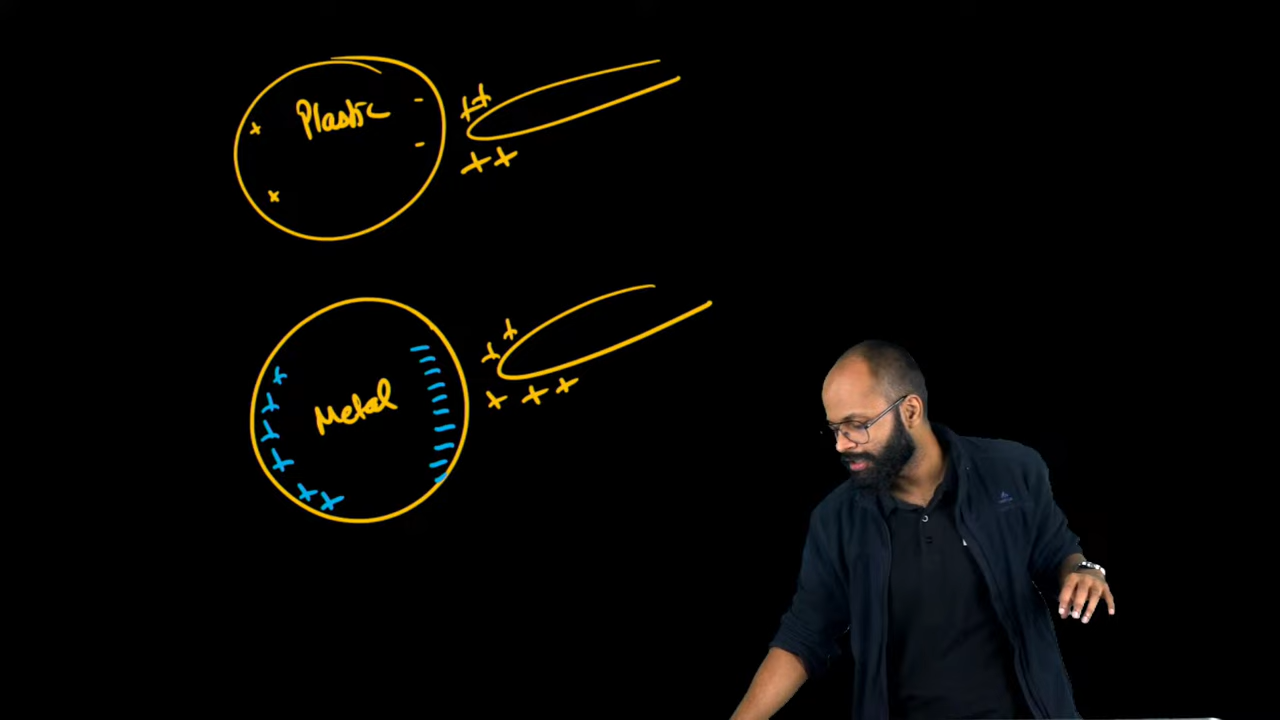 Plastic
- -
+ +
++
++
Metal
+ + + + + +
- - - - - - - -
+ +
+ + +